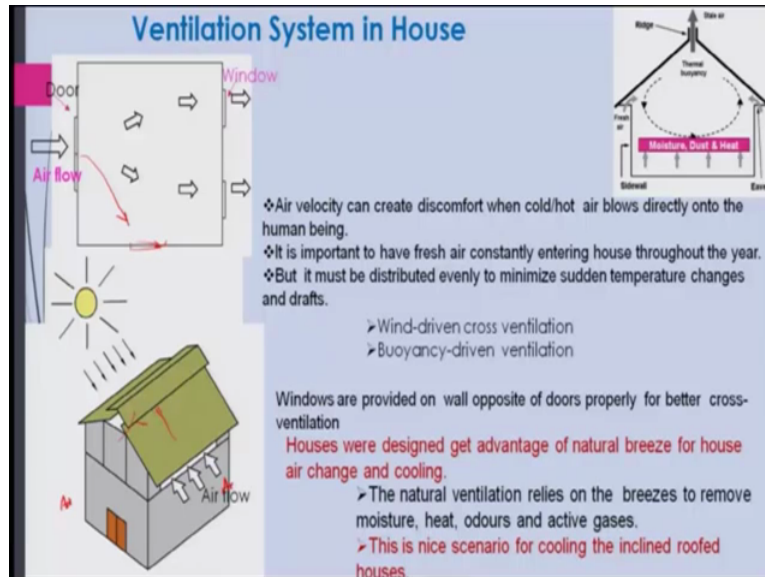 Ventilation System in House
Door
Window
Air flow
Stale air
Ridge
Thermal
buoyancy
Fresh
air
Moisture, Dust & Heat
Sidewall
Eave
❖Air velocity can create discomfort when cold/hot air blows directly onto the
human being.
❖It is important to have fresh air constantly entering house throughout the year.
❖But it must be distributed evenly to minimize sudden temperature changes
and drafts.
➤Wind-driven cross ventilation
➤Buoyancy-driven ventilation
Windows are provided on wall opposite of doors properly for better cross-
ventilation
Houses were designed get advantage of natural breeze for house
air change and cooling.
➤The natural ventilation relies on the breezes to remove
moisture, heat, odours and active gases.
➤This is nice scenario for cooling the inclined roofed
houses.
Air flow